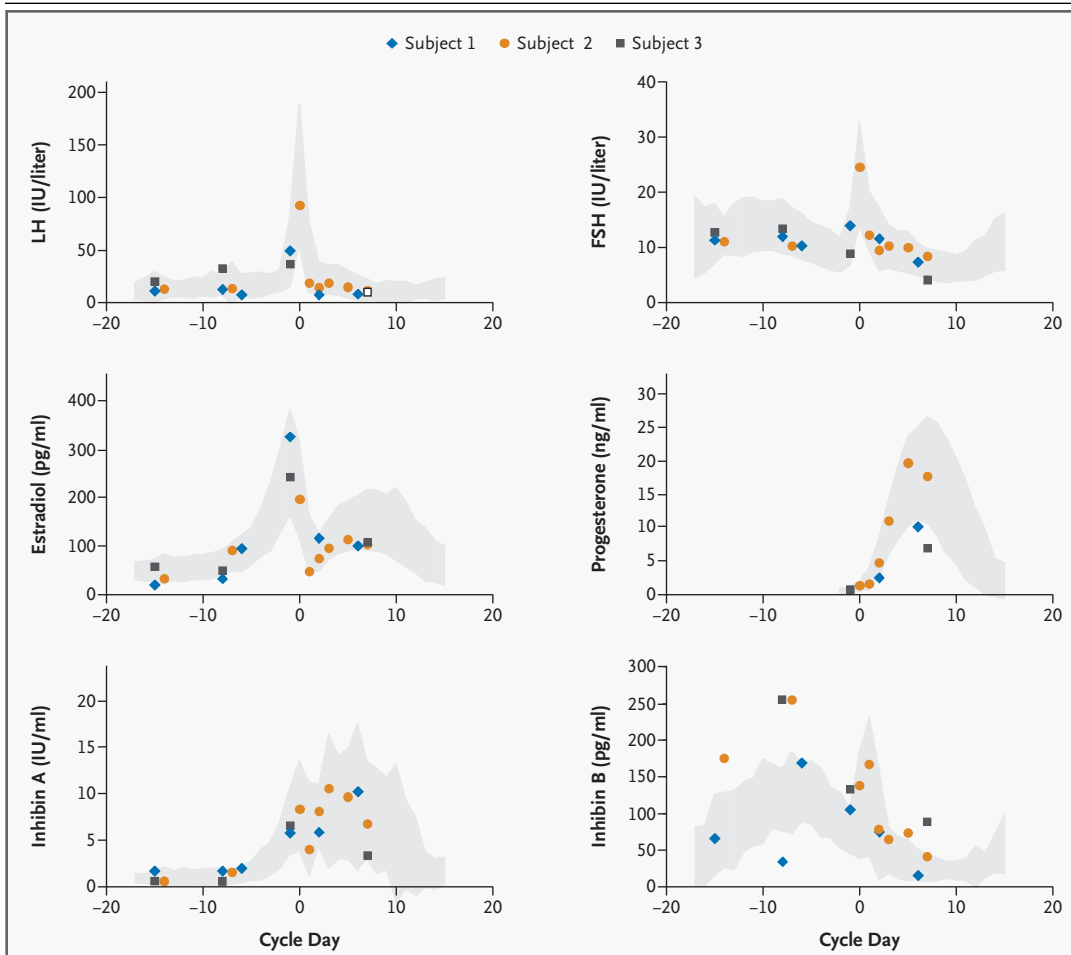 Subject 1 Subject 2 Subject 3
LH (IU/liter)
200
150
100
50
0
−20 −10 0 10 20
FSH (IU/liter)
40
30
20
10
0
−20 −10 0 10 20
Estradiol (pg/ml)
400
300
200
100
0
−20 −10 0 10 20
Progesterone (ng/ml)
30
25
20
15
10
5
0
−20 −10 0 10 20
Inhibin A (IU/ml)
20
15
10
5
0
−20 −10 0 10 20
Cycle Day
Inhibin B (pg/ml)
300
250
200
150
100
50
0
−20 −10 0 10 20
Cycle Day